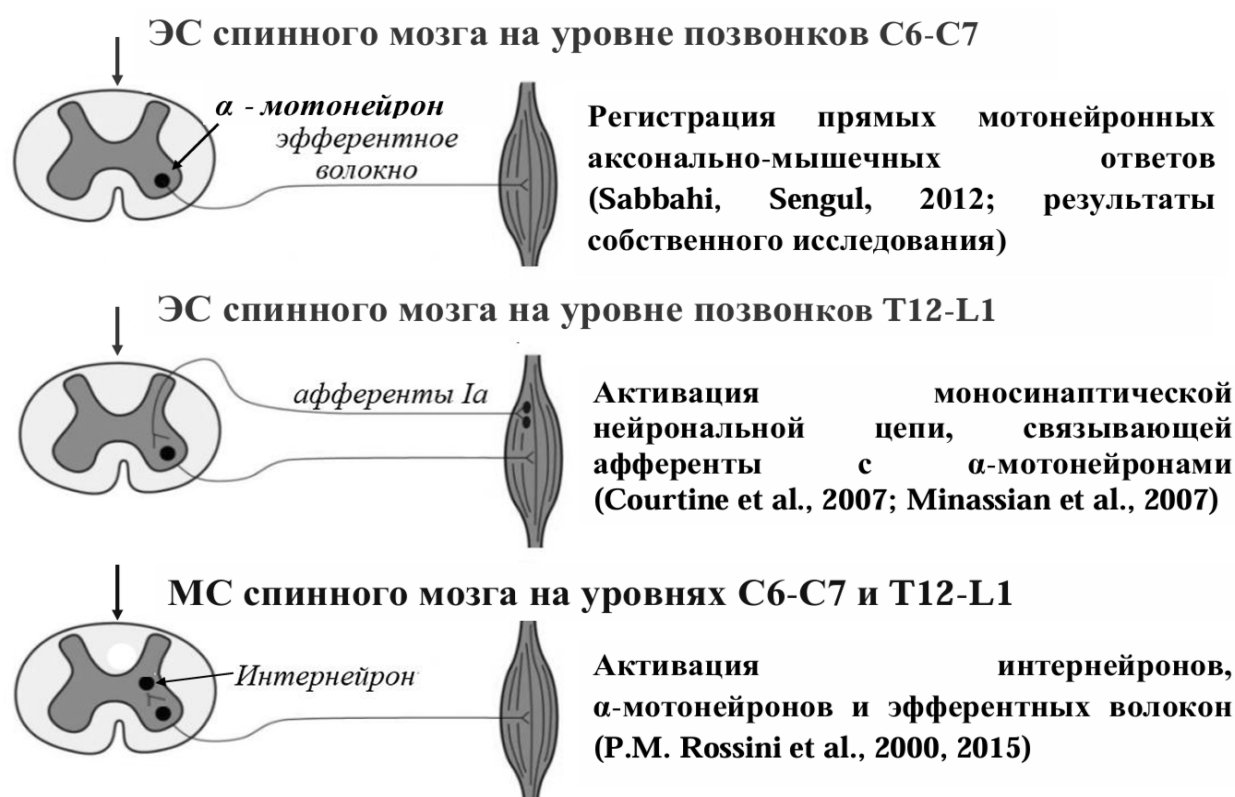 ЭС спинного мозга на уровне позвонков C6-C7
α - мотонейрон
эфферентное
волокно
Регистрация прямых мотонейронных
аксонально-мышечных ответов
(Sabbahi, Sengul, 2012; результаты
собственного исследования)
ЭС спинного мозга на уровне позвонков T12-L1
афференты Ia
Активация моносинаптической
нейрональной цепи, связывающей
афференты с α-мотонейронами
(Courtine et al., 2007; Minassian et al., 2007)
МС спинного мозга на уровнях C6-C7 и T12-L1
Интернейрон
Активация интернейронов,
α-мотонейронов и эфферентных волокон
(P.M. Rossini et al., 2000, 2015)